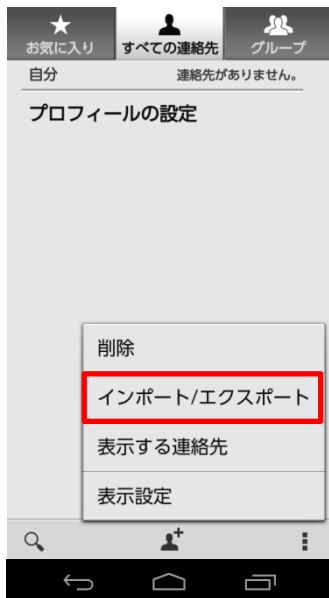 お気に入り
すべての連絡先
グループ
自分 連絡先がありません。
プロフィールの設定
削除
インポート/エクスポート
表示する連絡先
表示設定